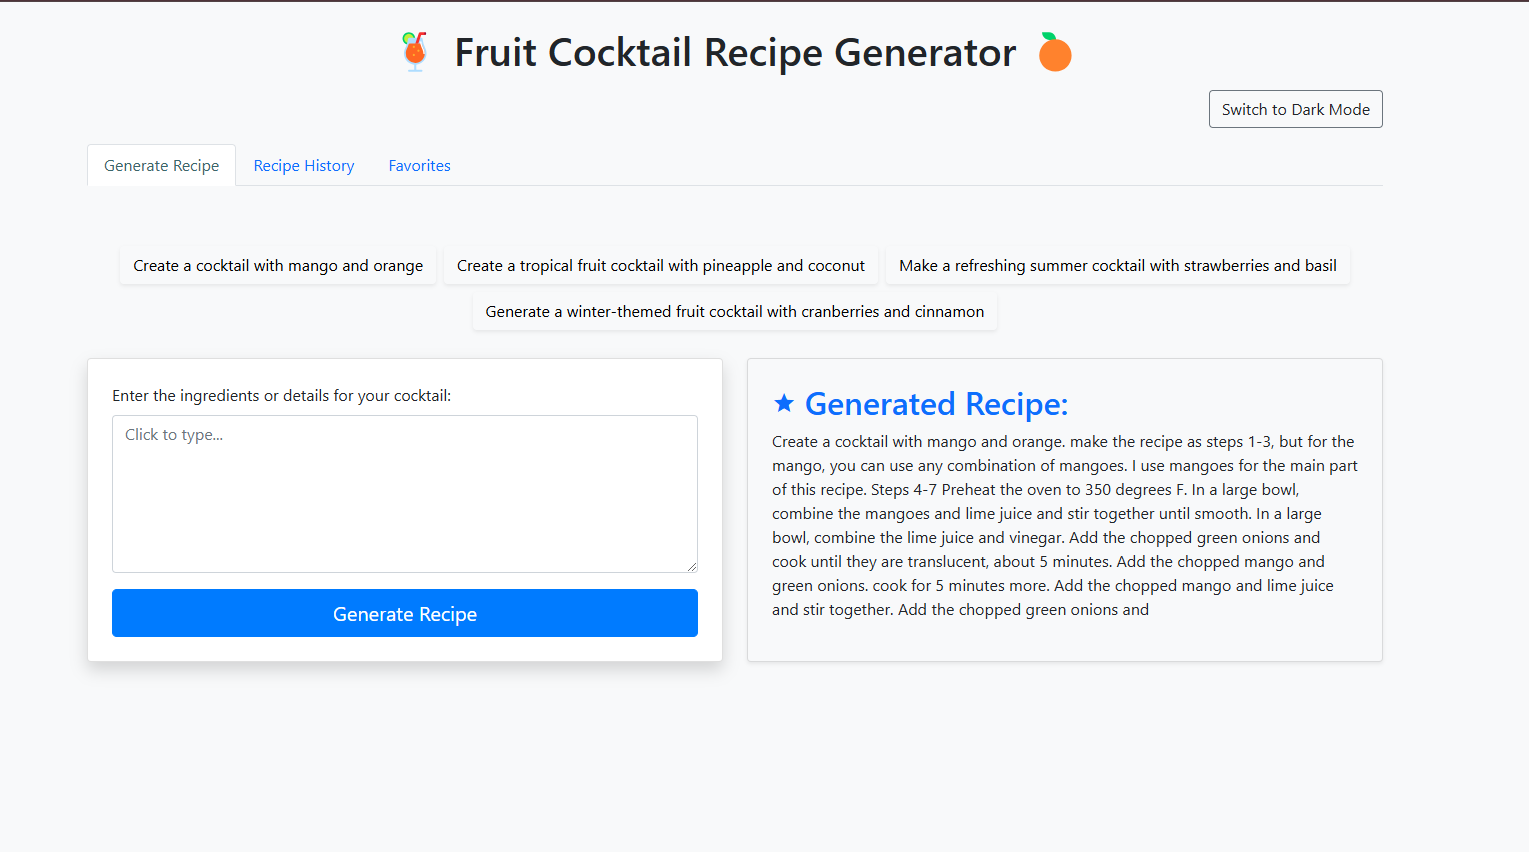 Fruit Cocktail Recipe Generator
Switch to Dark Mode
Generate Recipe
Recipe History
Favorites
Create a cocktail with mango and orange
Create a tropical fruit cocktail with pineapple and coconut
Make a refreshing summer cocktail with strawberries and basil
Generate a winter-themed fruit cocktail with cranberries and cinnamon
Enter the ingredients or details for your cocktail:
Click to type...
Generate Recipe
Generated Recipe:
Create a cocktail with mango and orange. make the recipe as steps 1-3, but for the
mango, you can use any combination of mangoes. I use mangoes for the main part
of this recipe. Steps 4-7 Preheat the oven to 350 degrees F. In a large bowl,
combine the mangoes and lime juice and stir together until smooth. In a large
bowl, combine the lime juice and vinegar. Add the chopped green onions and
cook until they are translucent, about 5 minutes. Add the chopped mango and
green onions. cook for 5 minutes more. Add the chopped mango and lime juice
and stir together. Add the chopped green onions and